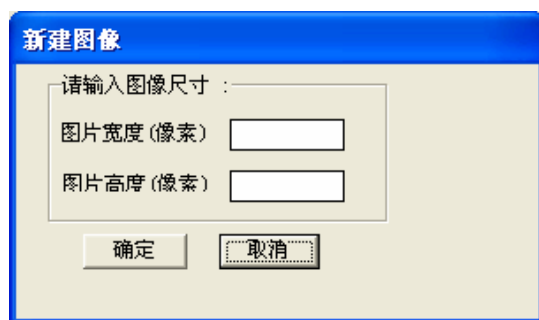 新建图像
请输入图像尺寸 :
图片宽度(像素)
图片高度(像素)
确定 取消